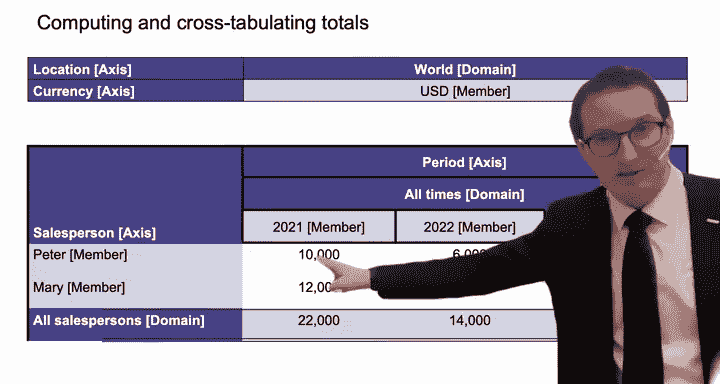 Computing and cross-tabulating totals
Location [Axis] World [Domain]
Currency [Axis] USD [Member]
Period [Axis]
All times [Domain]
Salesperson [Axis] 2021 [Member] 2022 [Member]
Peter [Member] 10,000
Mary [Member]
All salespersons [Domain] 22,000 14,000